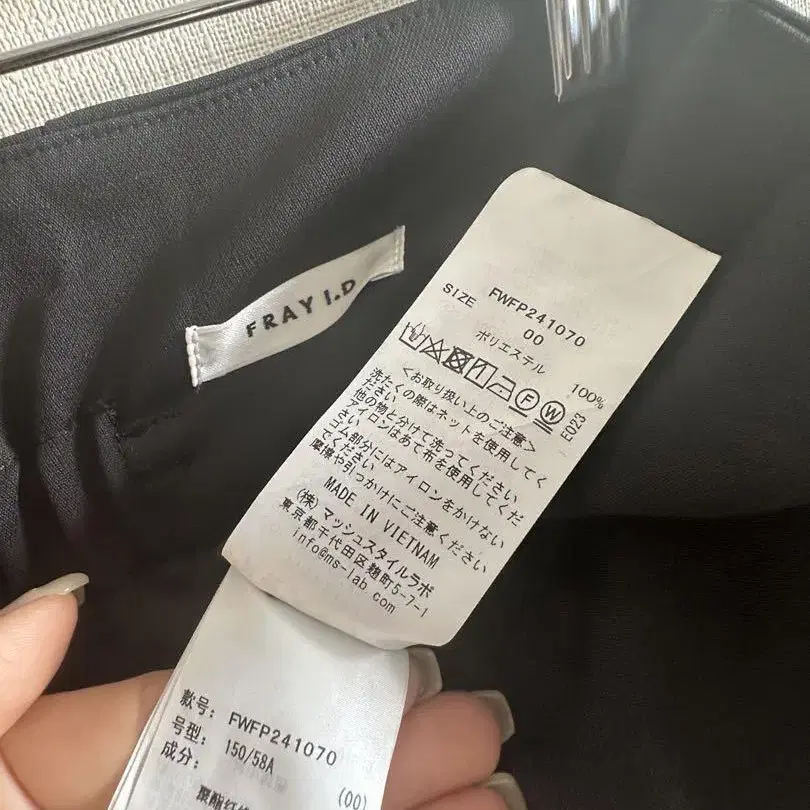 FRAY I.D
FWFP241070
SIZE
00
ポリエステル
100%
F
W
E023
<お取り扱い上のご注意>
洗たくの際はネットを使用してく
ださい
他の物と分けて洗ってください
アイロンはあて布を使用してくだ
さい
ゴム部分にはアイロンをかけない
でください
摩擦や引っかけにご注意ください
MADE IN VIETNAM
(株)マッシュスタイルラボ
東京都千代田区麹町5-7-1
info@ms-lab.com
款号: FWFP241070
号型: 150/58A
(00)
成分: